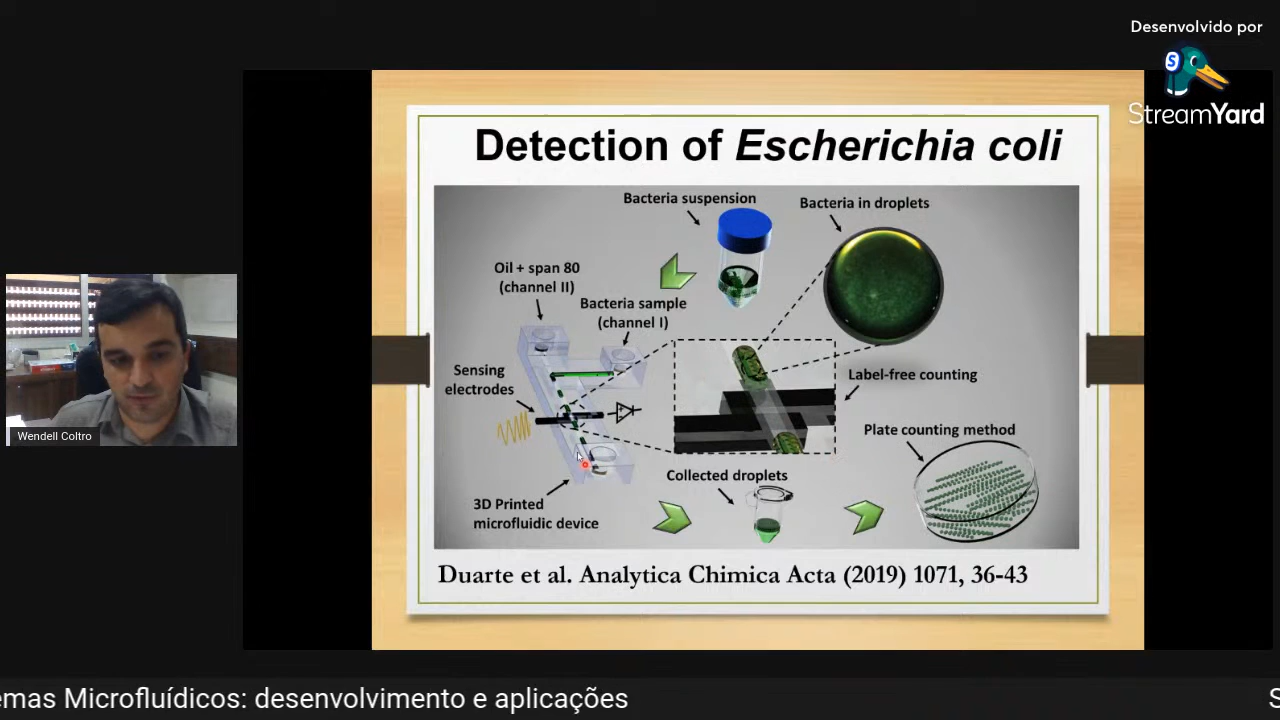 Desenvolvido por
S
StreamYard
Detection of Escherichia coli
Bacteria suspension
Bacteria in droplets
Oil + span 80
(channel II)
Bacteria sample
(channel I)
Sensing
electrodes
Label-free counting
Plate counting method
Collected droplets
3D Printed
microfluidic device
Duarte et al. Analytica Chimica Acta (2019) 1071, 36-43
Wendell Coltro
emas Microfluídicos: desenvolvimento e aplicações
S